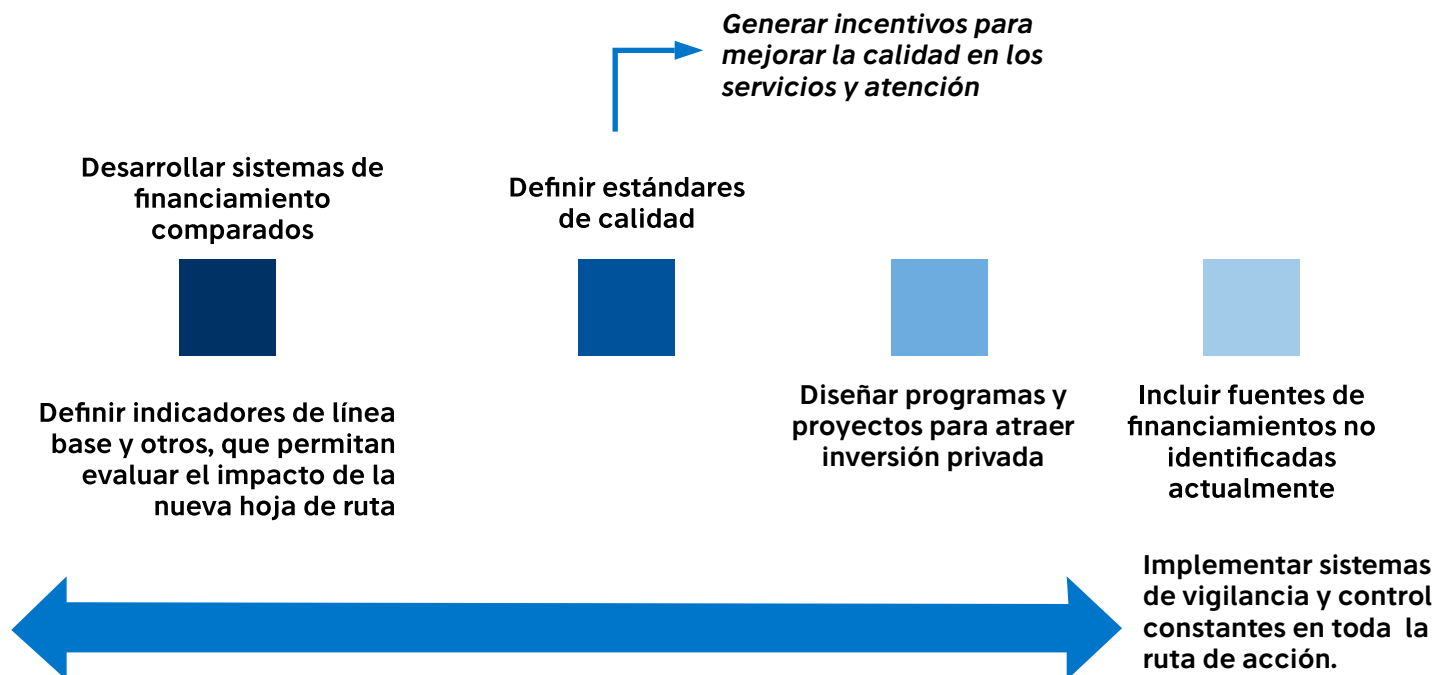 Generar incentivos para
mejorar la calidad en los
servicios y atención
Desarrollar sistemas de
financiamiento
comparados
Definir estándares
de calidad
Definir indicadores de línea
base y otros, que permitan
evaluar el impacto de la
nueva hoja de ruta
Diseñar programas y
proyectos para atraer
inversión privada
Incluir fuentes de
financiamientos no
identificadas
actualmente
Implementar sistemas
de vigilancia y control
constantes en toda la
ruta de acción.